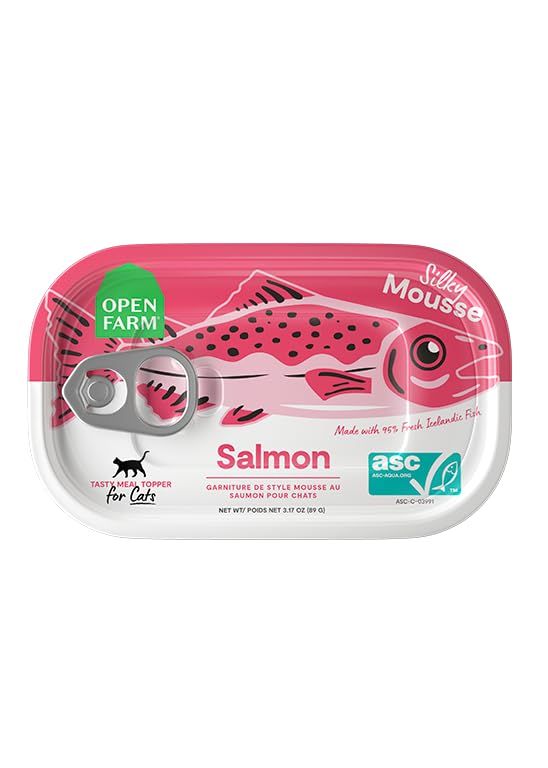 OPEN
FARM®
Silky
Mousse
Made with 95% Fresh Icelandic Fish
Salmon
GARNITURE DE STYLE MOUSSE AU
SAUMON POUR CHATS
NET WT/ POIDS NET 3.17 OZ (89 G)
TASTY MEAL TOPPER
for Cats
asc
ASC-AQUA.ORG
TM
ASC-C-03991